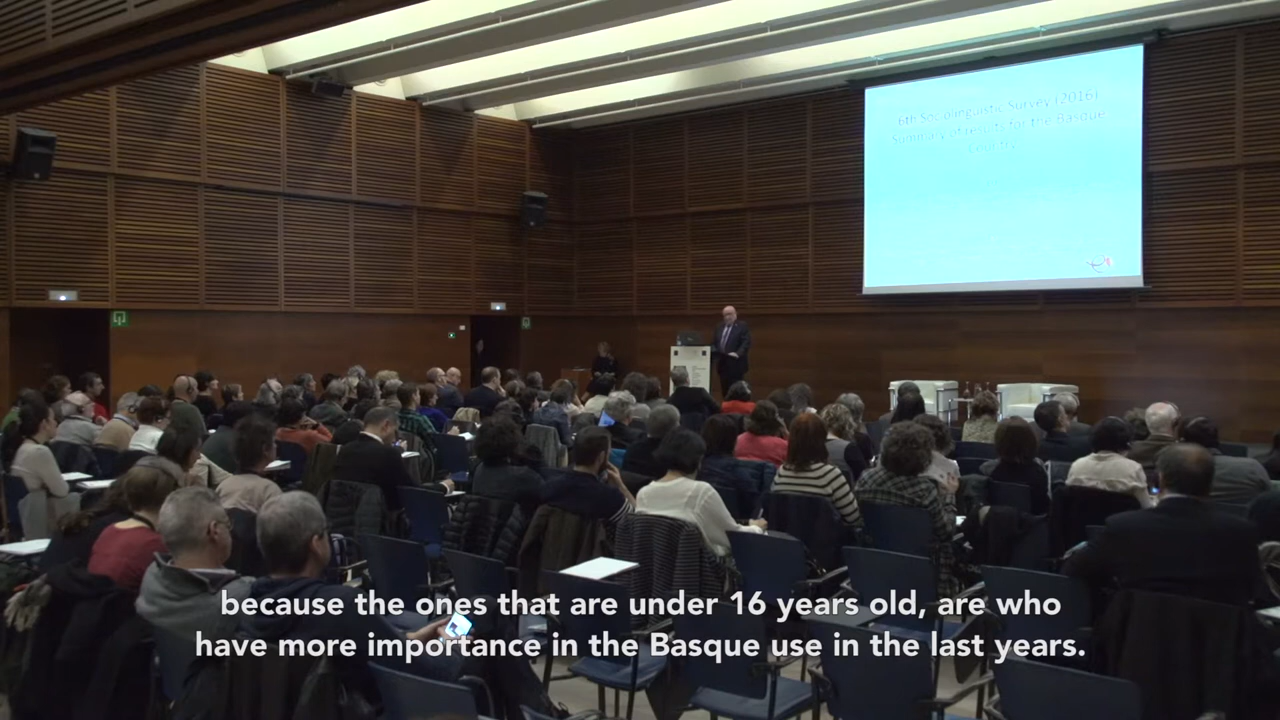 6th Sociolinguistic Survey (2016)
Summary of results for the Basque
Country
because the ones that are under 16 years old, are who
have more importance in the Basque use in the last years.